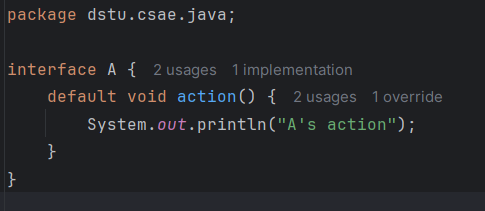 package dstu.csae.java;
interface A {  2 usages  1 implementation
    default void action() {  2 usages  1 override
        System.out.println("A's action");
    }
}